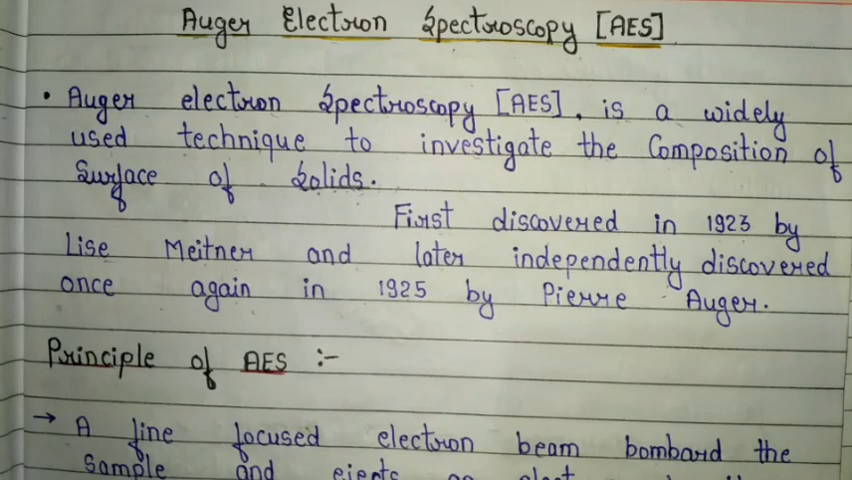 Auger Electron Spectroscopy [AES]
• Auger electron Spectroscopy [AES], is a widely
used technique to investigate the Composition of
Surface of Solids.
First discovered in 1923 by
Lise Meitner and later independently discovered
once again in 1925 by Pierre Auger.
Principle of AES :-
→ A fine focused electron beam bombard the
Sample and ejects an